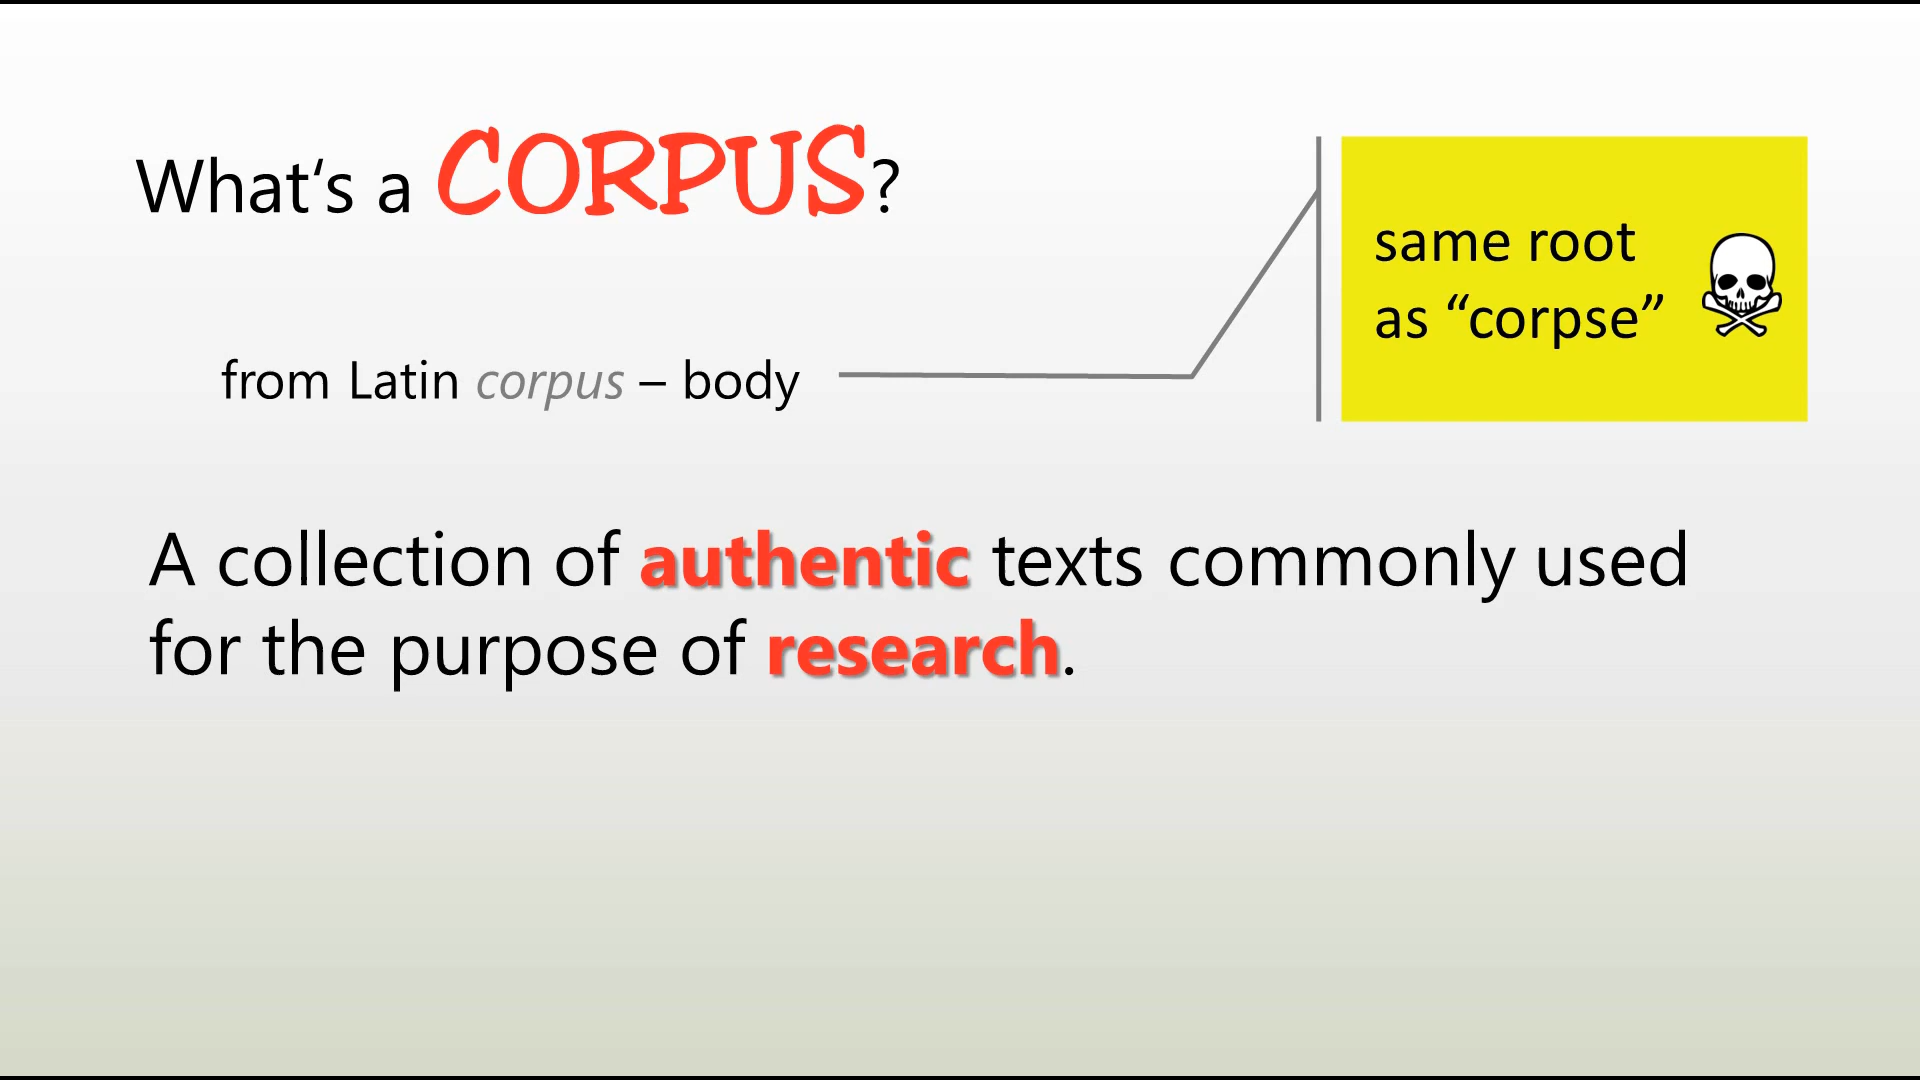 What‘s a CORPUS?
same root
as “corpse”
from Latin corpus – body
A collection of authentic texts commonly used
for the purpose of research.